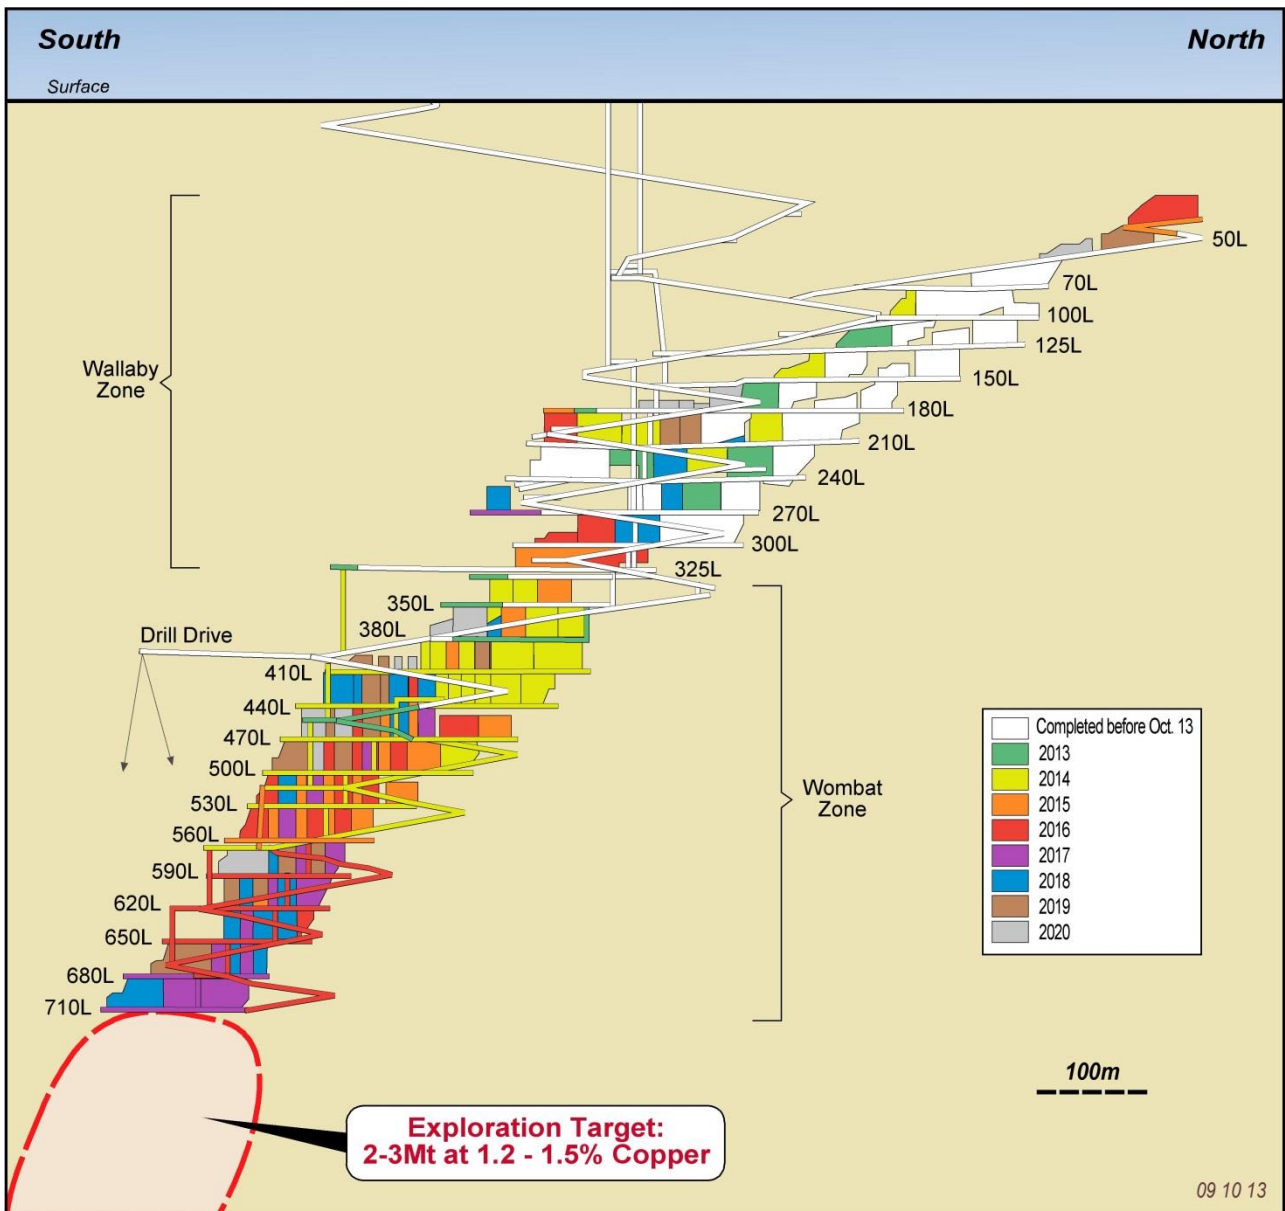 South
North
Surface
50L
70L
100L
125L
150L
180L
210L
240L
270L
300L
325L
Wallaby
Zone
350L
380L
Drill Drive
410L
440L
470L
500L
530L
560L
590L
620L
650L
680L
710L
Wombat
Zone
Completed before Oct. 13
2013
2014
2015
2016
2017
2018
2019
2020
100m
Exploration Target:
2-3Mt at 1.2 - 1.5% Copper
09 10 13